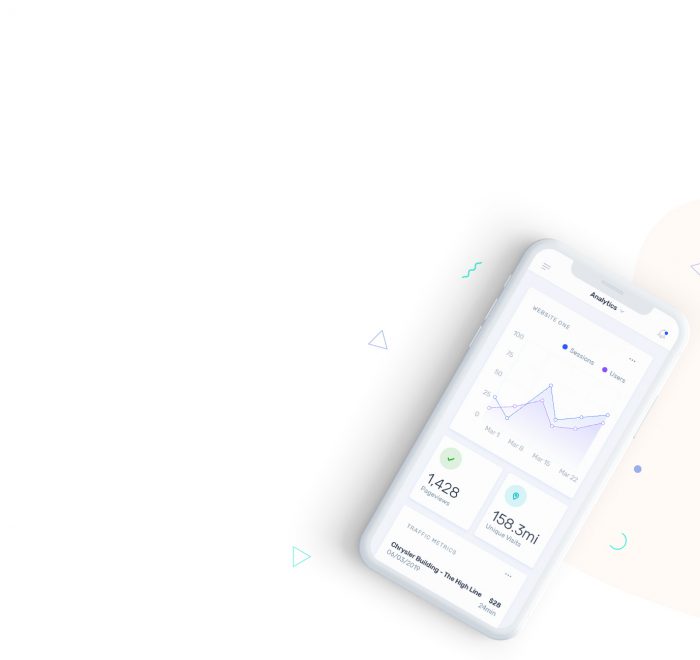 Analytics
WEBSITE ONE
Sessions
Users
100
75
50
25
0
Mar 1
Mar 8
Mar 15
Mar 22
1,428
Pageviews
158.3mi
Unique Visits
TRAFFIC METRICS
Chrysler Building - The High Line
$28
06/03/2019
24min